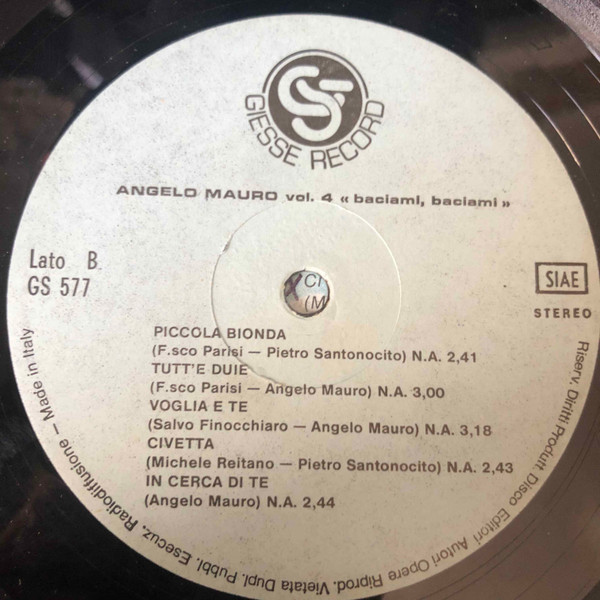 GIESSE RECORD
ANGELO MAURO vol. 4 « baciami, baciami »
Lato B
GS 577
SIAE
STEREO
CI
(M
PICCOLA BIONDA
(F.sco Parisi — Pietro Santonocito) N.A. 2,41
TUTT'E DUIE
(F.sco Parisi — Angelo Mauro) N.A. 3,00
VOGLIA E TE
(Salvo Finocchiaro — Angelo Mauro) N.A. 3,18
CIVETTA
(Michele Reitano — Pietro Santonocito) N.A. 2,43
IN CERCA DI TE
(Angelo Mauro) N.A. 2,44
Riserv. Diritti Produtt. Disco Editori Autori Opere Riprod. Vietata Dupl. Pubbl. Esecuz. Radiodiffusione — Made in Italy